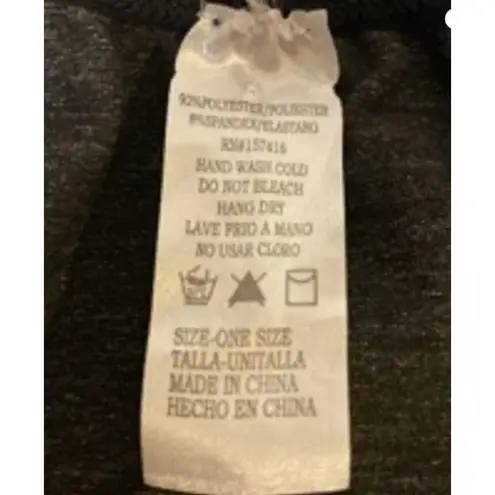 92%POLYESTER/POLIESTER
8%SPANDEX/ELASTANO
RN#157416
HAND WASH COLD
DO NOT BLEACH
HANG DRY
LAVE FRIO A MANO
NO USAR CLORO
SIZE-ONE SIZE
TALLA-UNITALLA
MADE IN CHINA
HECHO EN CHINA